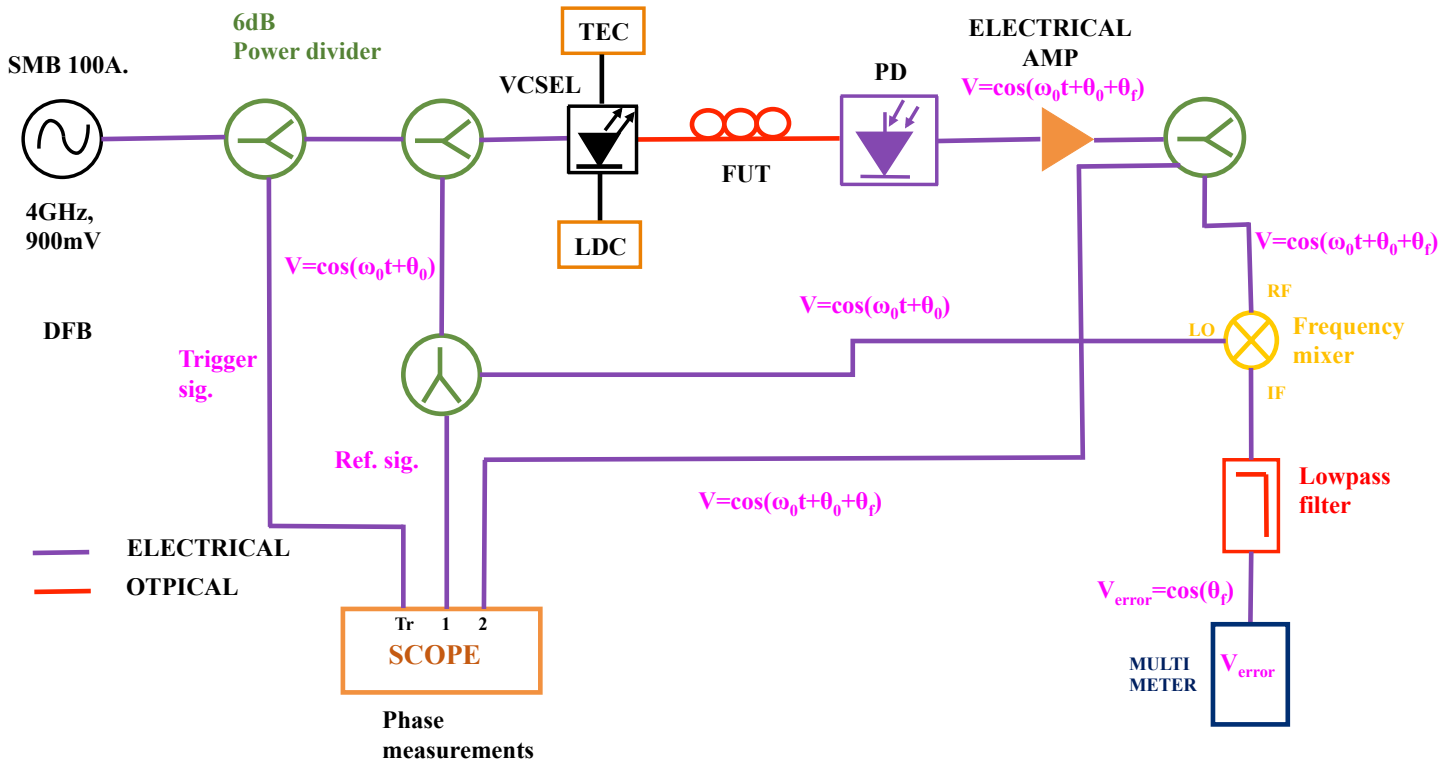 6dB
Power divider
SMB 100A.
4GHz,
900mV
DFB
TEC
VCSEL
LDC
FUT
PD
ELECTRICAL
AMP
V=cos(ω₀t+θ₀+θf)
V=cos(ω₀t+θ₀)
V=cos(ω₀t+θ₀)
V=cos(ω₀t+θ₀+θf)
RF
LO
Frequency
mixer
IF
Trigger
sig.
Ref. sig.
V=cos(ω₀t+θ₀+θf)
Lowpass
filter
ELECTRICAL
OTPICAL
Verror=cos(θf)
Tr 1 2
SCOPE
MULTI
METER
Verror
Phase
measurements